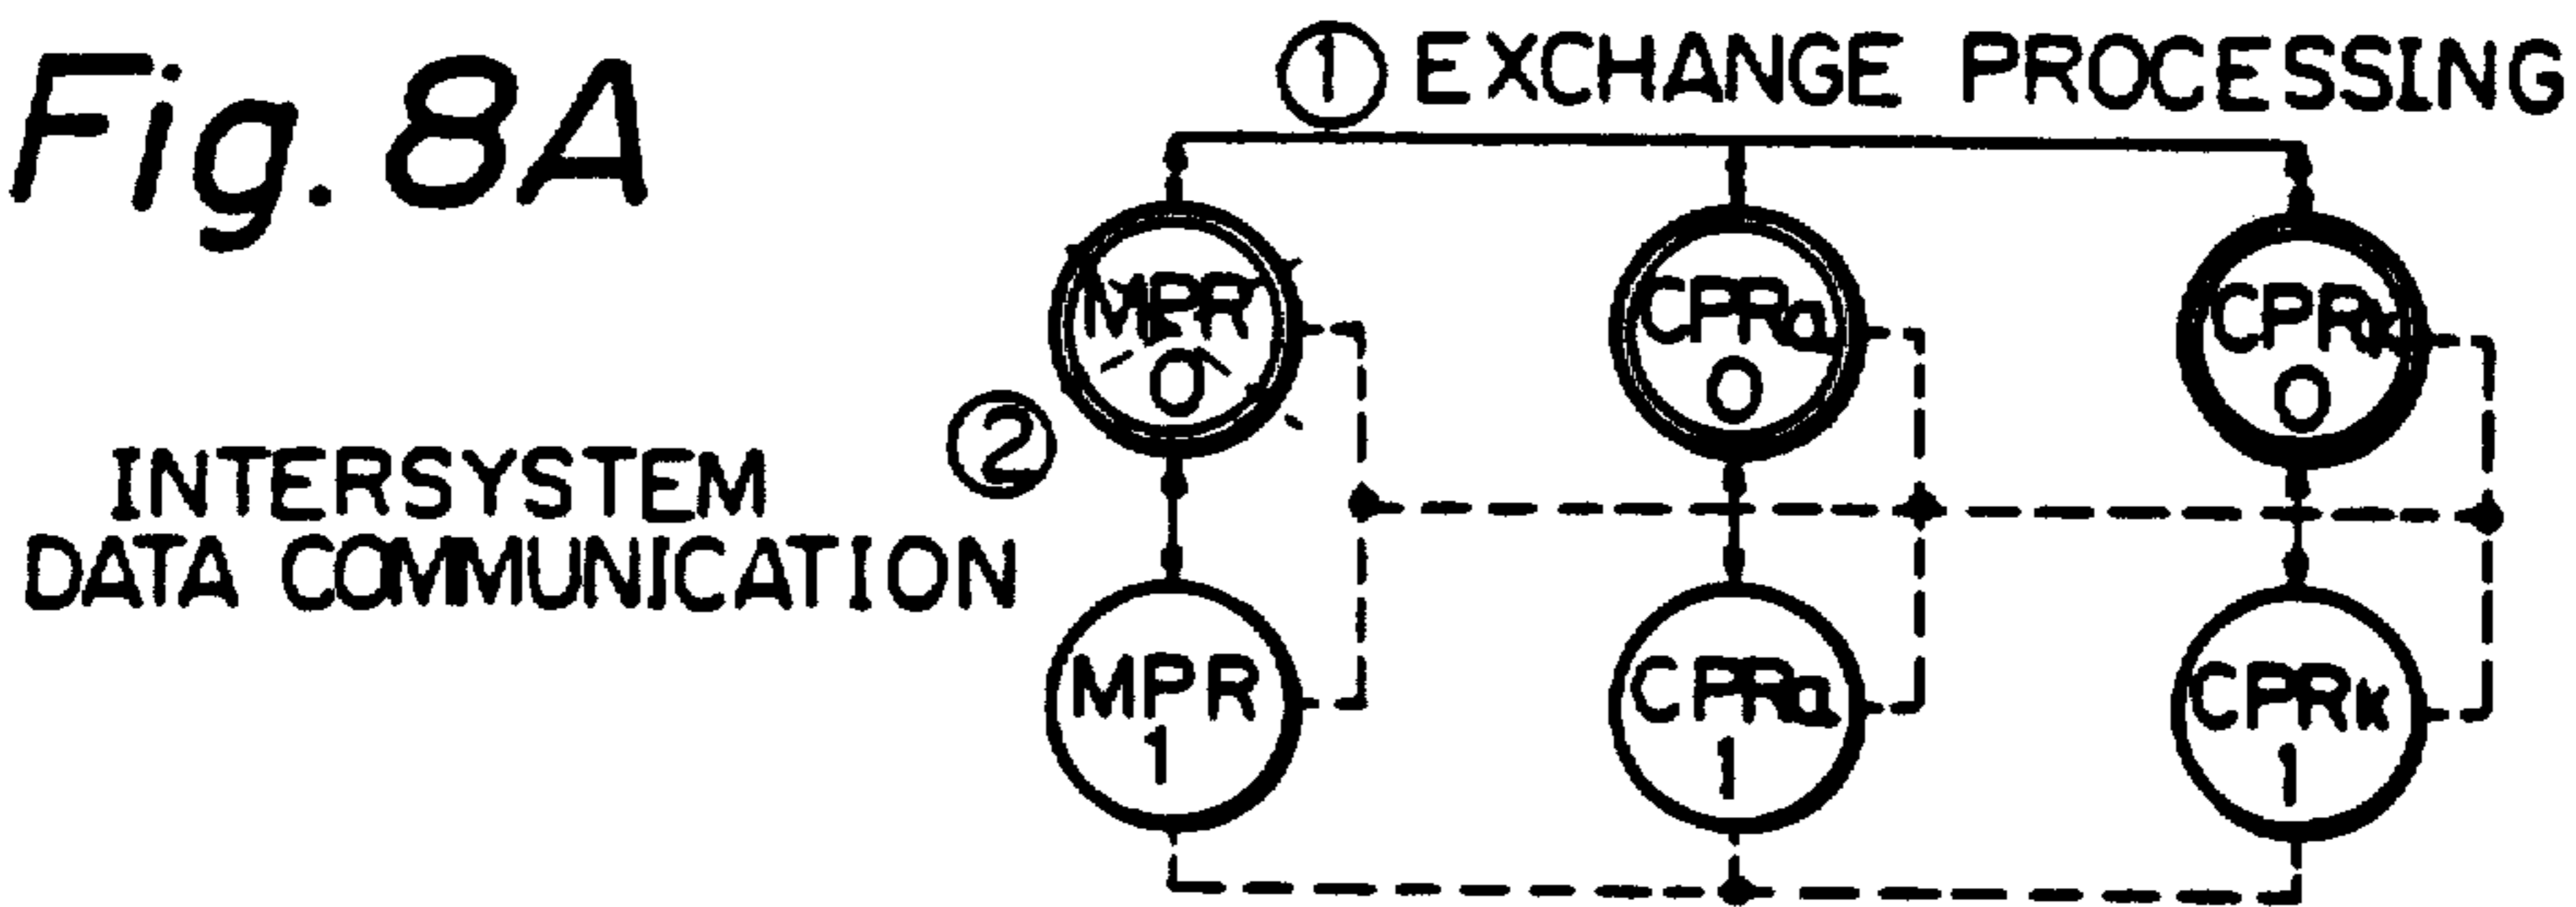 Fig. 8A
① EXCHANGE PROCESSING
MPR
0
CPRa
0
CPRk
0
②
INTERSYSTEM
DATA COMMUNICATION
MPR
1
CPRa
1
CPRk
1